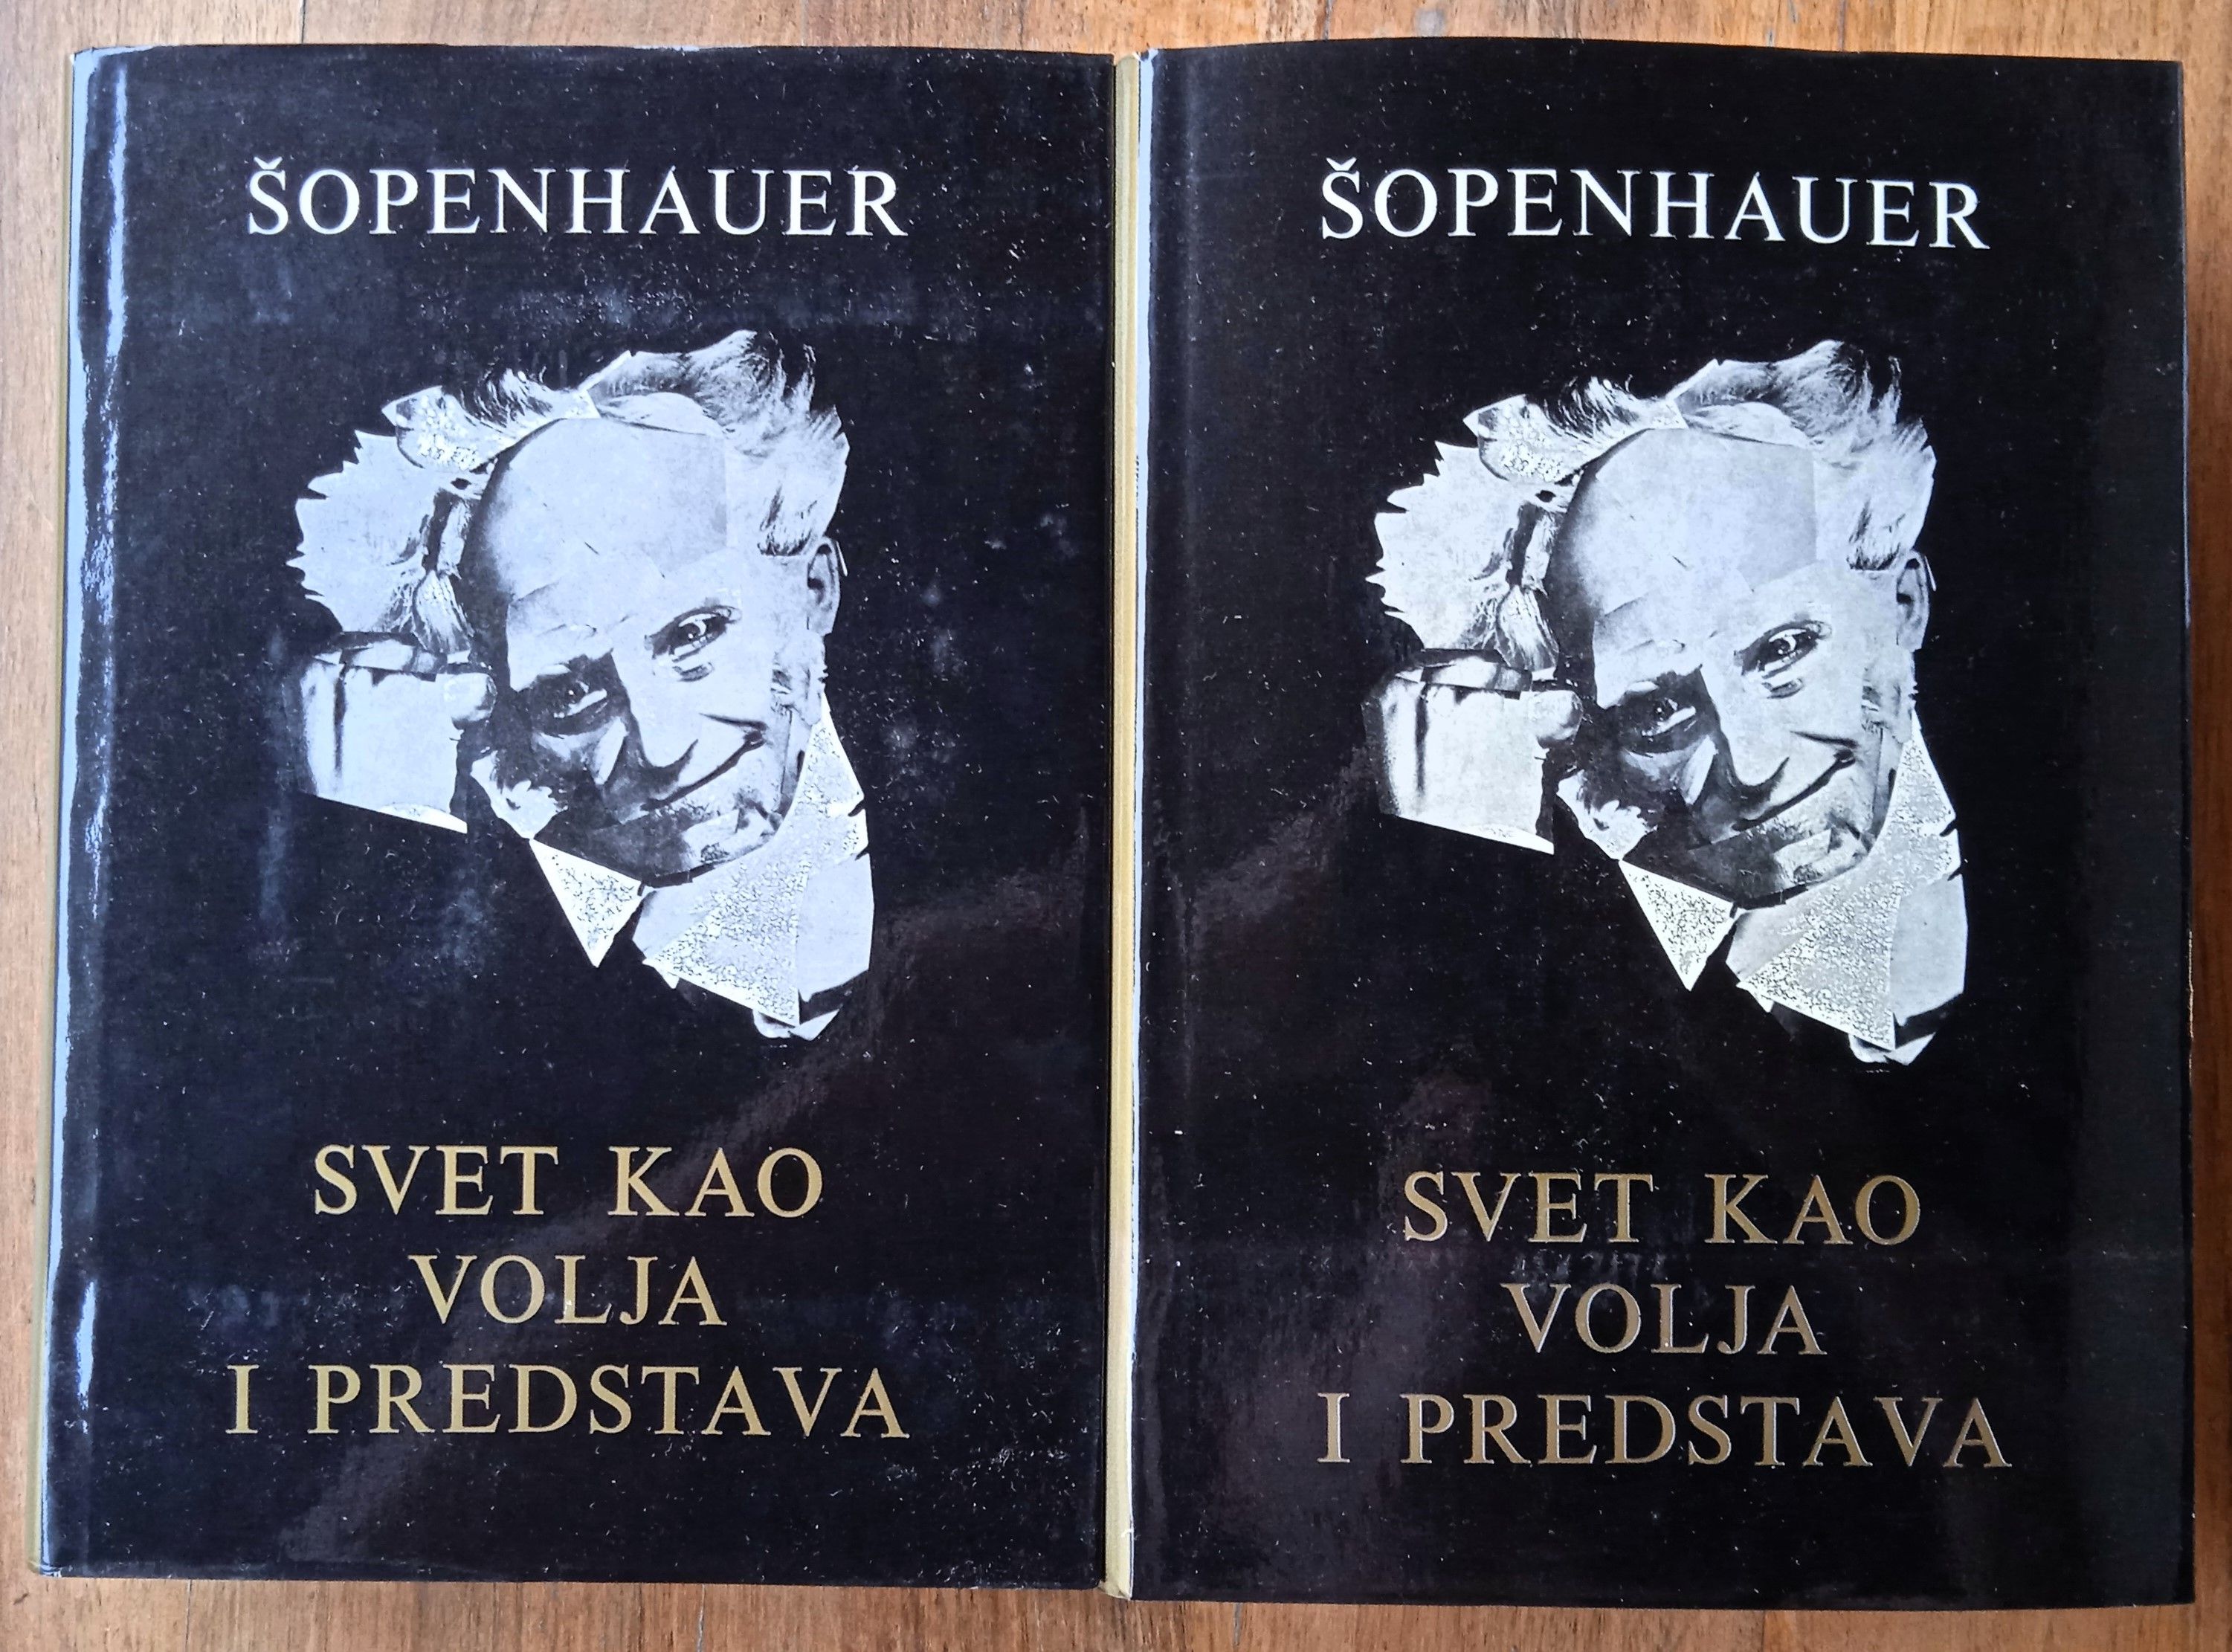 ŠOPENHAUER
SVET KAO
VOLJA
I PREDSTAVA
ŠOPENHAUER
SVET KAO
VOLJA
I PREDSTAVA